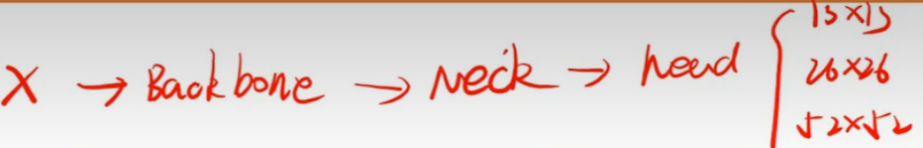 X → Backbone → Neck → head { 13×13
26×26
52×52